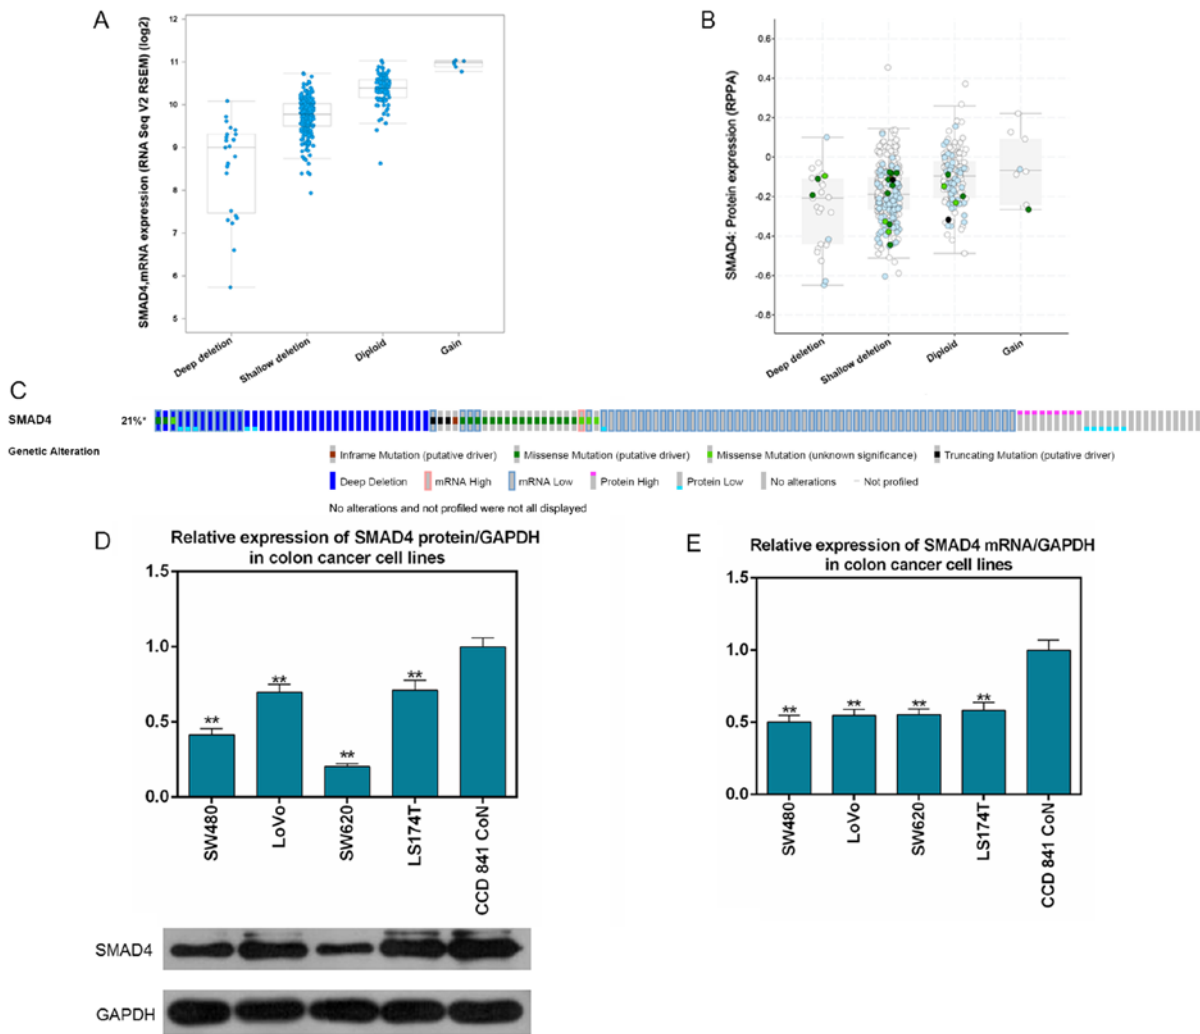 A
SMAD4,mRNA expression (RNA Seq V2 RSEM) (log2)
12
11
10
9
8
7
6
5
Deep deletion
Shallow deletion
Diploid
Gain
B
SMAD4: Protein expression (RPPA)
0.6
0.4
0.2
0
-0.2
-0.4
-0.6
-0.8
Deep deletion
Shallow deletion
Diploid
Gain
C
SMAD4 21%*
Genetic Alteration
Inframe Mutation (putative driver) Missense Mutation (putative driver) Missense Mutation (unknown significance) Truncating Mutation (putative driver)
Deep Deletion mRNA High mRNA Low Protein High Protein Low No alterations Not profiled
No alterations and not profiled were not all displayed
D
Relative expression of SMAD4 protein/GAPDH
in colon cancer cell lines
1.5
1.0
0.5
0.0
**
**
**
**
SW480
LoVo
SW620
LS174T
CCD 841 CoN
SMAD4
GAPDH
E
Relative expression of SMAD4 mRNA/GAPDH
in colon cancer cell lines
1.5
1.0
0.5
0.0
**
**
**
**
SW480
LoVo
SW620
LS174T
CCD 841 CoN